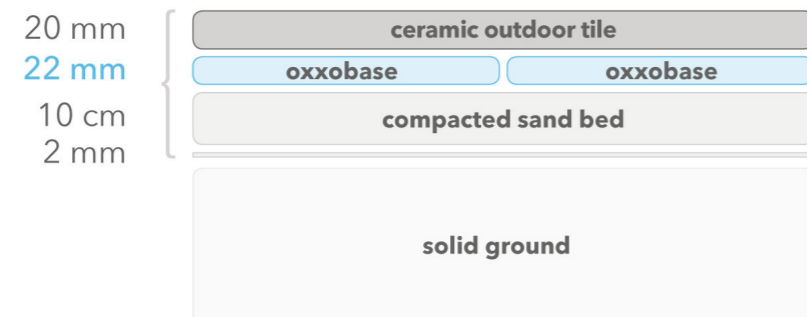 20 mm ceramic outdoor tile
22 mm oxxobase oxxobase
10 cm compacted sand bed
2 mm
solid ground